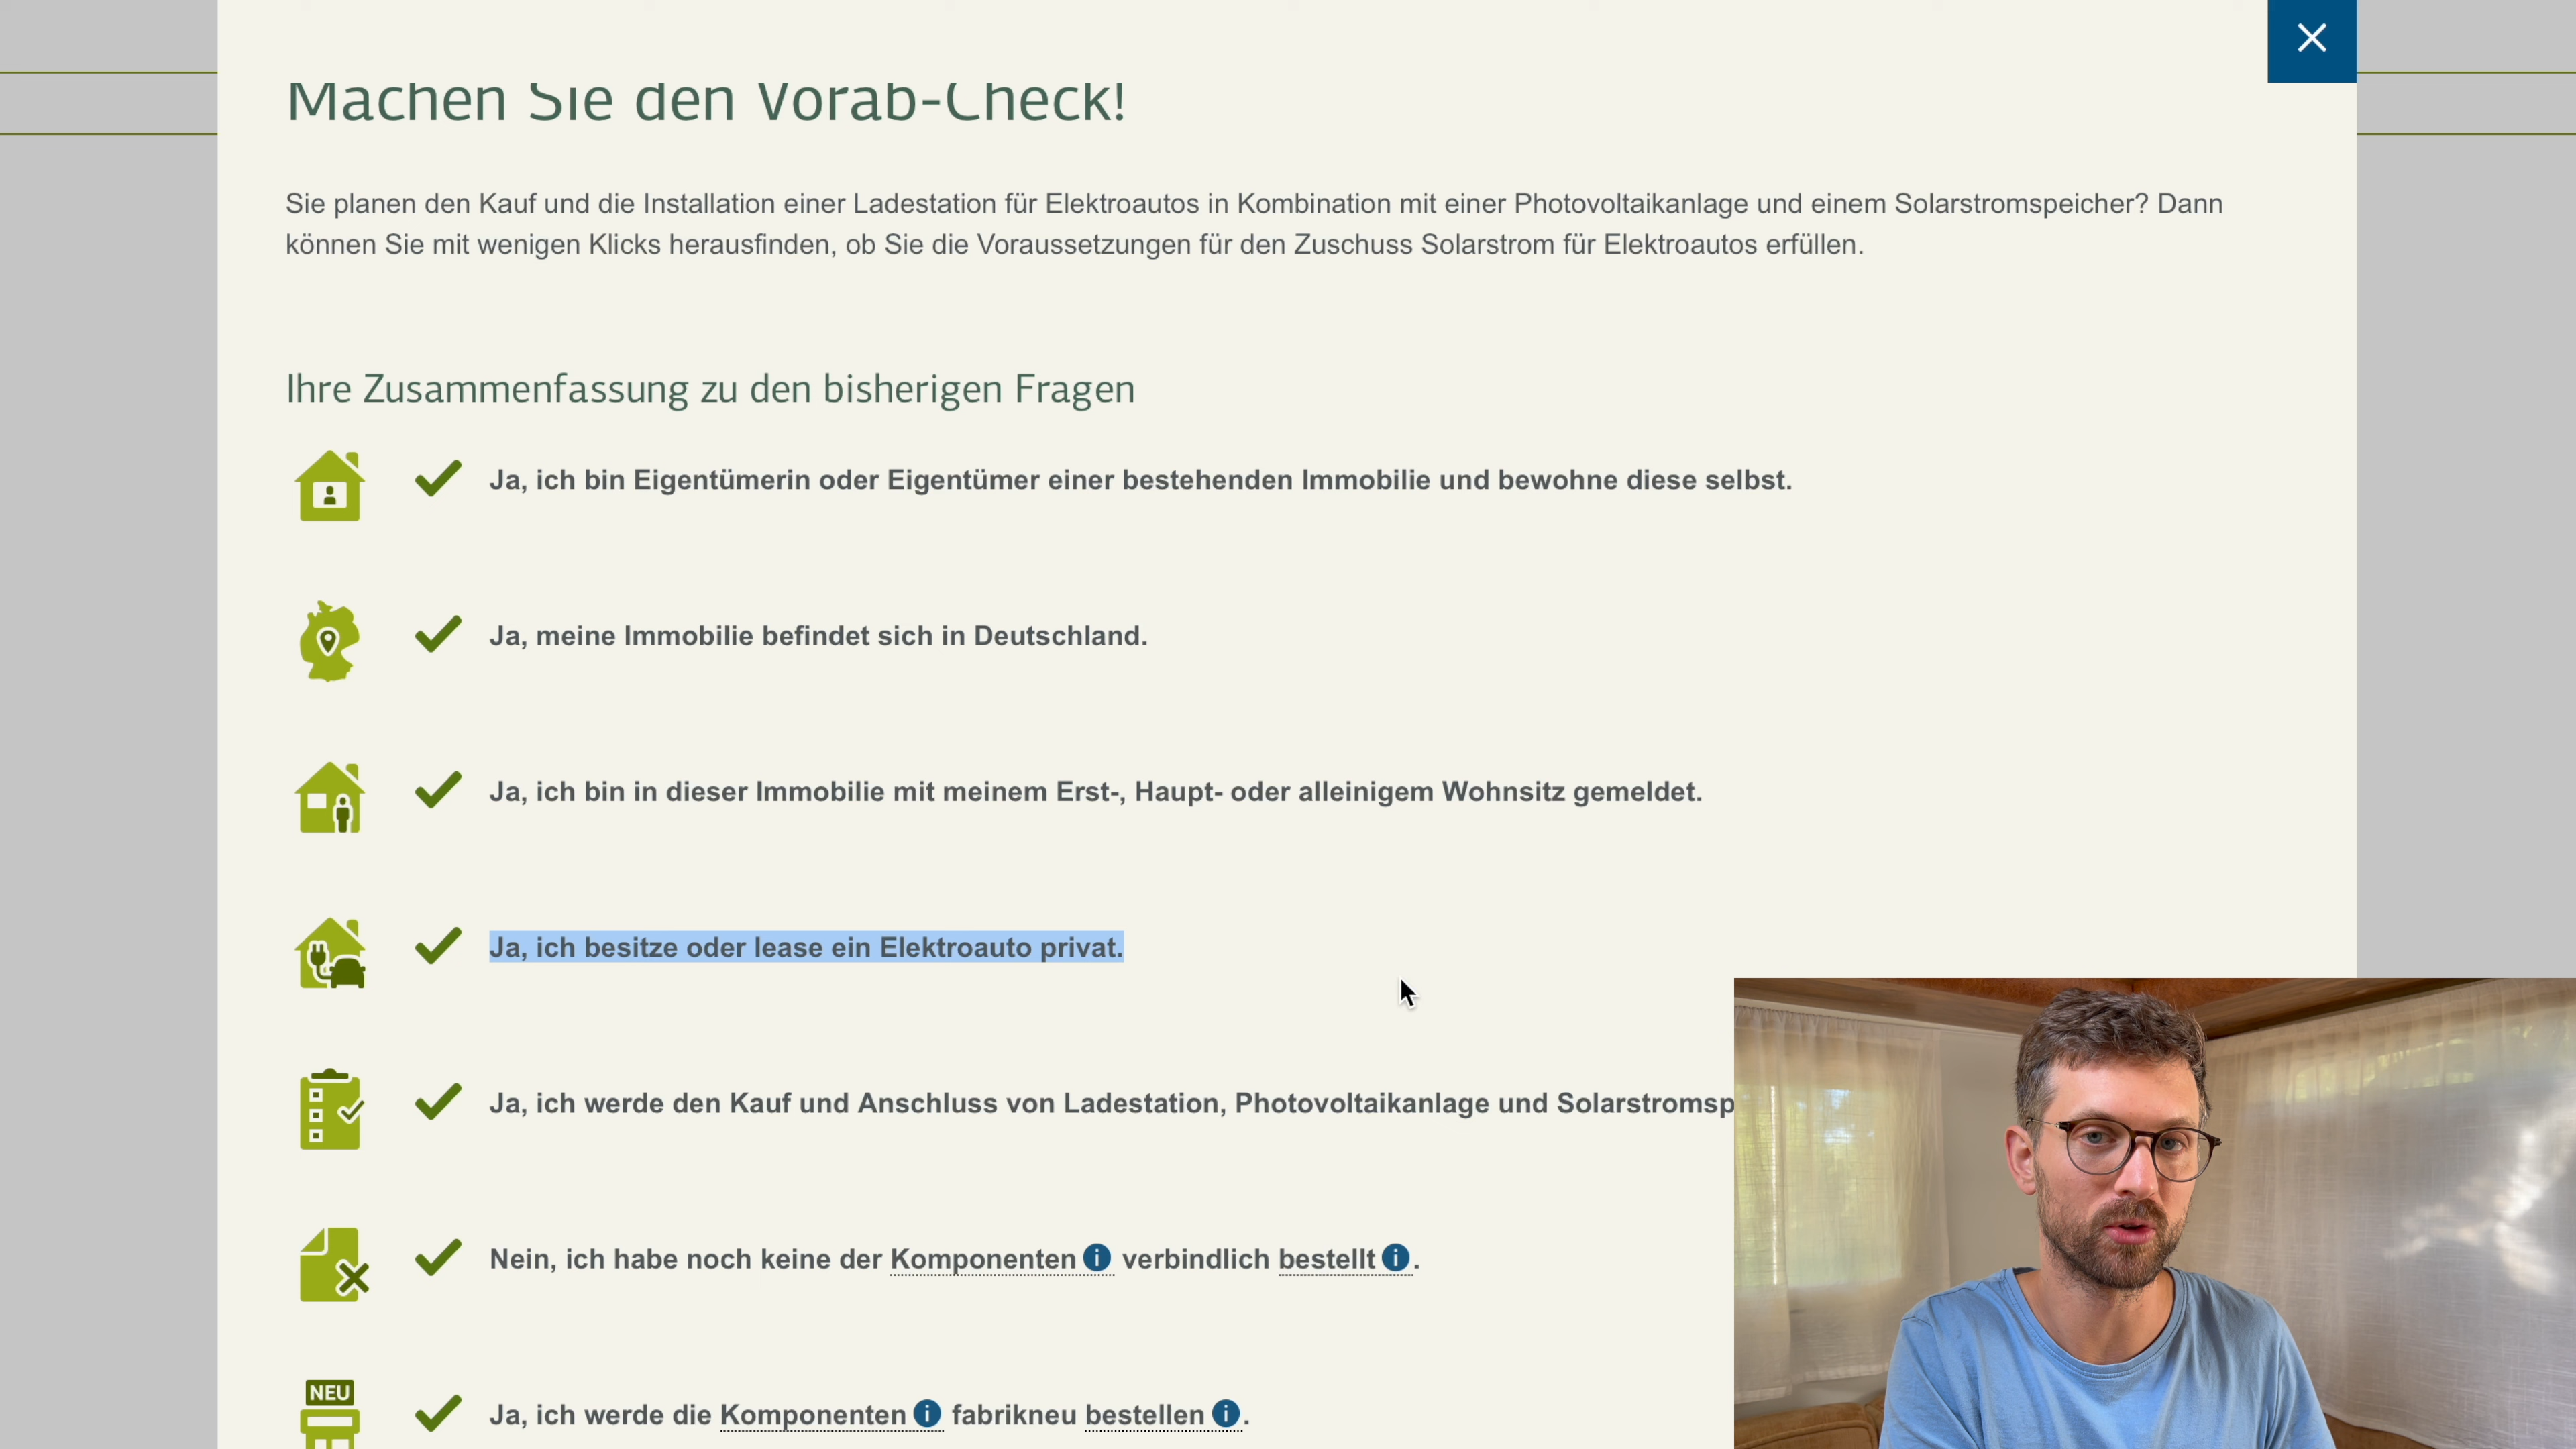 Machen Sie den Vorab-Check!
Sie planen den Kauf und die Installation einer Ladestation für Elektroautos in Kombination mit einer Photovoltaikanlage und einem Solarstromspeicher? Dann
können Sie mit wenigen Klicks herausfinden, ob Sie die Voraussetzungen für den Zuschuss Solarstrom für Elektroautos erfüllen.
Ihre Zusammenfassung zu den bisherigen Fragen
Ja, ich bin Eigentümerin oder Eigentümer einer bestehenden Immobilie und bewohne diese selbst.
Ja, meine Immobilie befindet sich in Deutschland.
Ja, ich bin in dieser Immobilie mit meinem Erst-, Haupt- oder alleinigem Wohnsitz gemeldet.
Ja, ich besitze oder lease ein Elektroauto privat.
Ja, ich werde den Kauf und Anschluss von Ladestation, Photovoltaikanlage und Solarstromsp
Nein, ich habe noch keine der Komponenten i verbindlich bestellt i.
NEU
Ja, ich werde die Komponenten i fabrikneu bestellen i.